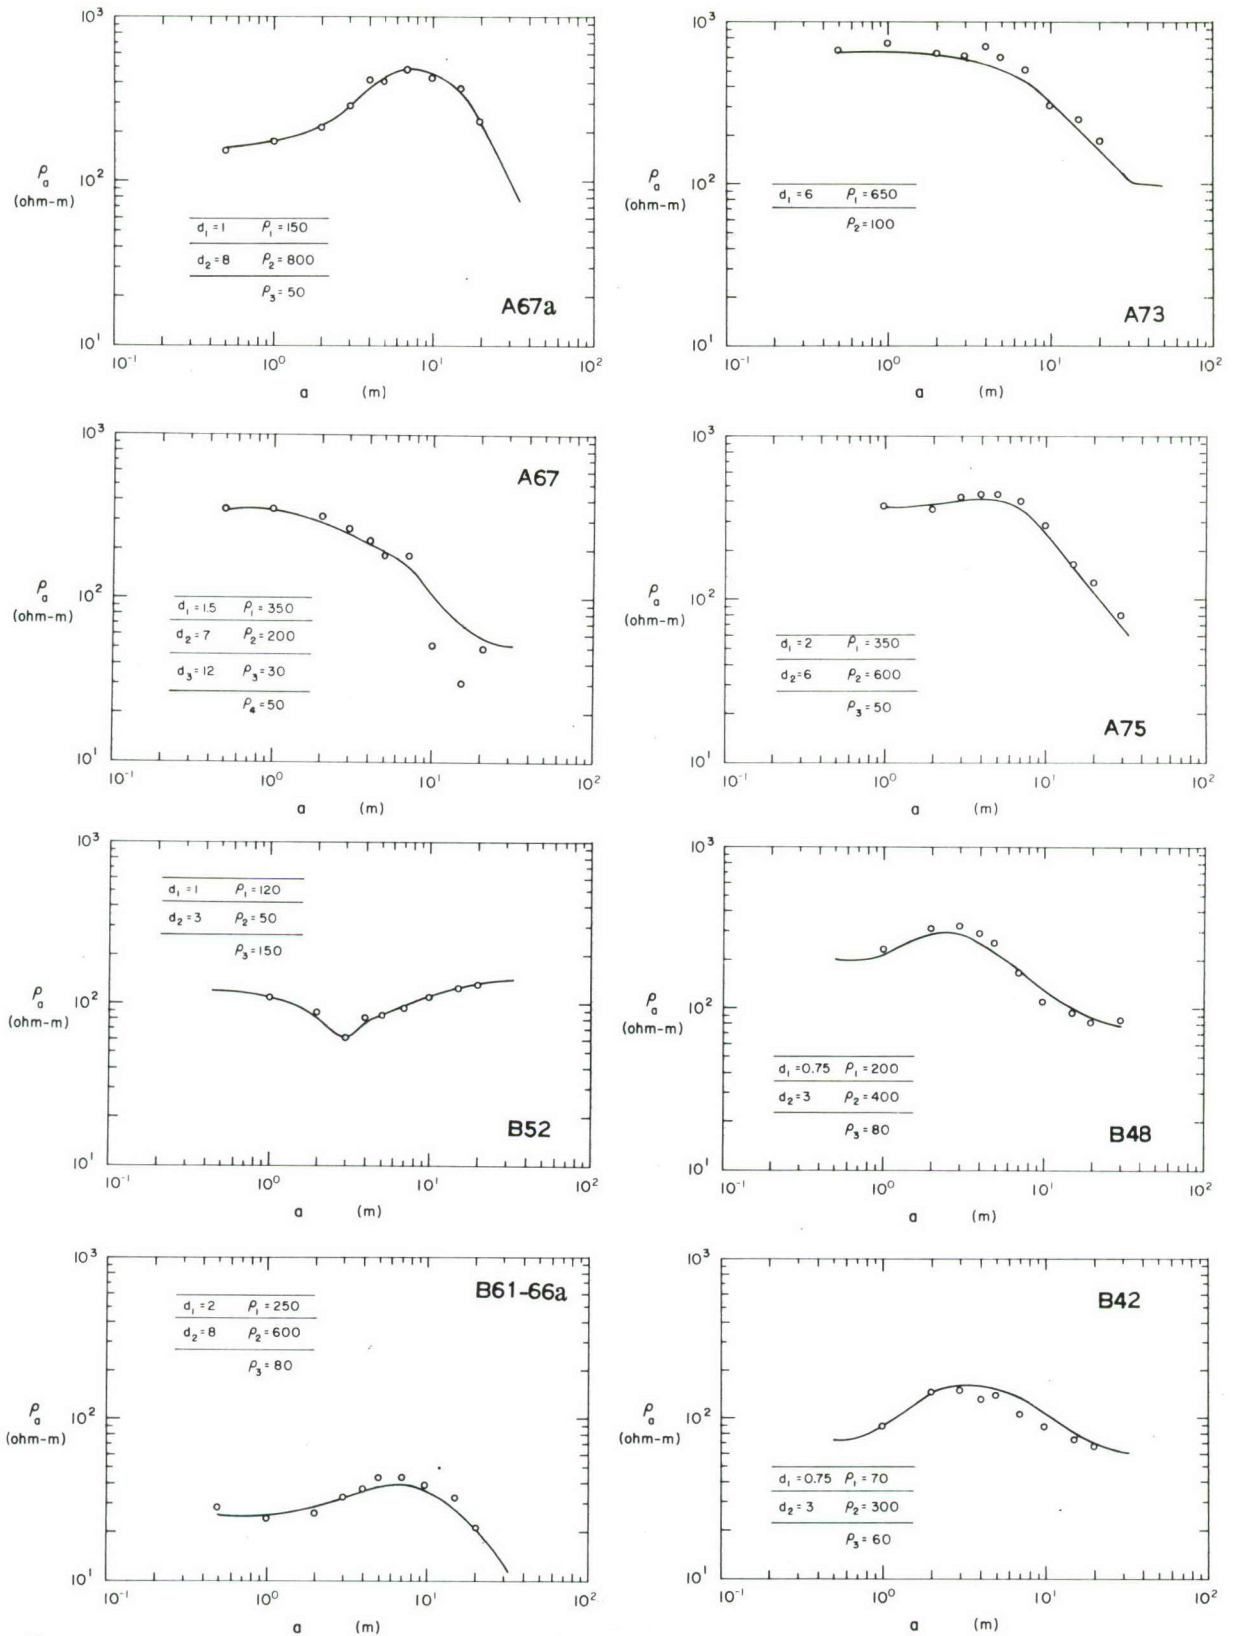 10³
10²
10¹
ρa
(ohm-m)
d₁=1 ρ₁=150
d₂=8 ρ₂=800
ρ₃=50
A67a
10⁻¹ 10⁰ 10¹ 10²
a (m)
10³
10²
10¹
ρa
(ohm-m)
d₁=6 ρ₁=650
ρ₂=100
A73
10⁻¹ 10⁰ 10¹ 10²
a (m)
10³
10²
10¹
A67
ρa
(ohm-m)
d₁=1.5 ρ₁=350
d₂=7 ρ₂=200
d₃=12 ρ₃=30
ρ₄=50
10⁻¹ 10⁰ 10¹ 10²
a (m)
10³
10²
10¹
ρa
(ohm-m)
d₁=2 ρ₁=350
d₂=6 ρ₂=600
ρ₃=50
A75
10⁻¹ 10⁰ 10¹ 10²
a (m)
10³
10²
10¹
d₁=1 ρ₁=120
d₂=3 ρ₂=50
ρ₃=150
ρa
(ohm-m)
B52
10⁻¹ 10⁰ 10¹ 10²
a (m)
10³
10²
10¹
ρa
(ohm-m)
d₁=0.75 ρ₁=200
d₂=3 ρ₂=400
ρ₃=80
B48
10⁻¹ 10⁰ 10¹ 10²
a (m)
10³
10²
10¹
B61-66a
d₁=2 ρ₁=250
d₂=8 ρ₂=600
ρ₃=80
ρa
(ohm-m)
10⁻¹ 10⁰ 10¹ 10²
a (m)
10³
10²
10¹
B42
ρa
(ohm-m)
d₁=0.75 ρ₁=70
d₂=3 ρ₂=300
ρ₃=60
10⁻¹ 10⁰ 10¹ 10²
a (m)